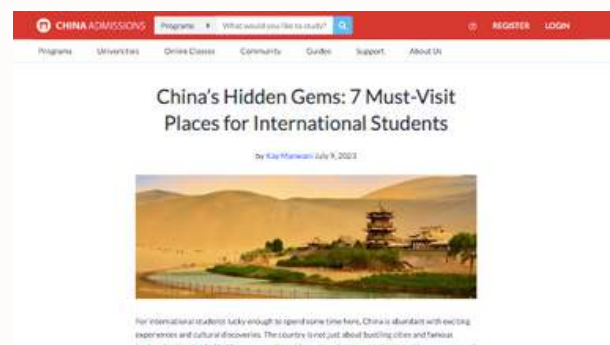 CHINA ADMISSIONS Programs What would you like to study? REGISTER LOGIN
Programs Universities Online Classes Community Guides Support About Us
China's Hidden Gems: 7 Must-Visit
Places for International Students
by Kay July 9, 2023
For international students lucky enough to spend some time here, China is abundant with exciting
experiences and cultural discoveries. The country is not just about bustling cities and famous